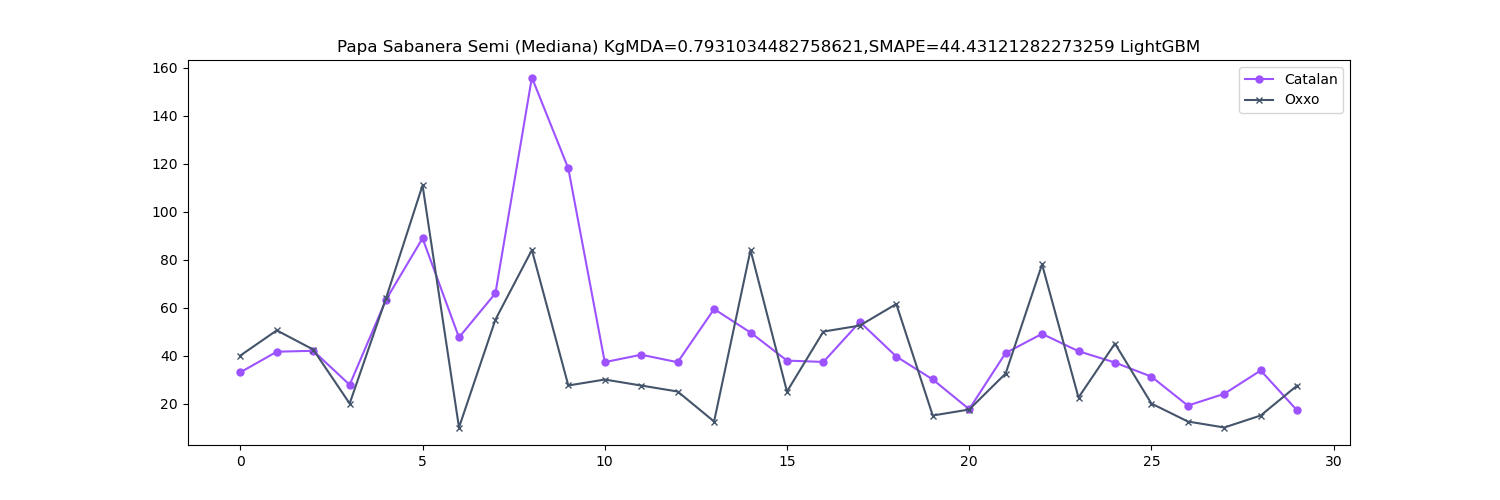 Papa Sabanera Semi (Mediana) KgMDA=0.7931034482758621,SMAPE=44.43121282273259 LightGBM
160
140
120
100
80
60
40
20
Catalan
Oxxo
0 5 10 15 20 25 30